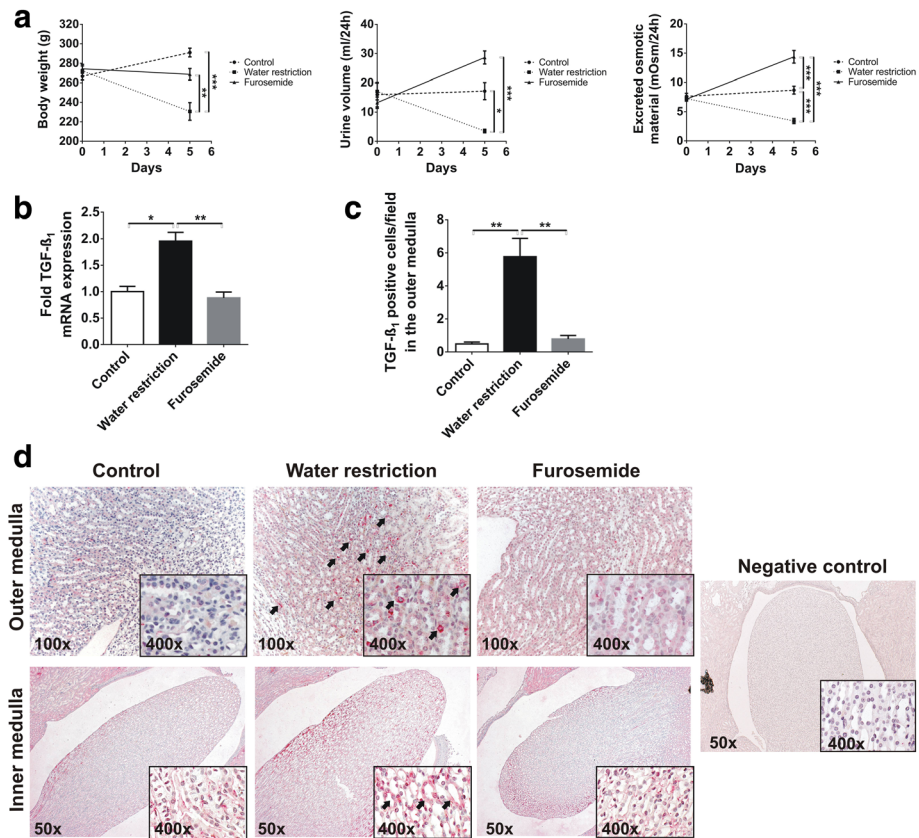 a
Body weight (g)
320
300
280
260
240
220
200
0 1 2 3 4 5 6
Days
Control
Water restriction
Furosemide
**
***
Urine volume (ml/24h)
40
30
20
10
0
0 1 2 3 4 5 6
Days
Control
Water restriction
Furosemide
*
***
Excreted osmotic
material (mOsm/24h)
20
15
10
5
0
0 1 2 3 4 5 6
Days
Control
Water restriction
Furosemide
***
***
***
b
Fold TGF-ß1
mRNA expression
2.5
2.0
1.5
1.0
0.5
0.0
* **
Control
Water restriction
Furosemide
c
TGF-ß1 positive cells/field
in the outer medulla
8
6
4
2
0
** **
Control
Water restriction
Furosemide
d
Control Water restriction Furosemide
Outer medulla
100x 400x
100x 400x
100x 400x
Negative control
50x 400x
Inner medulla
50x 400x
50x 400x
50x 400x